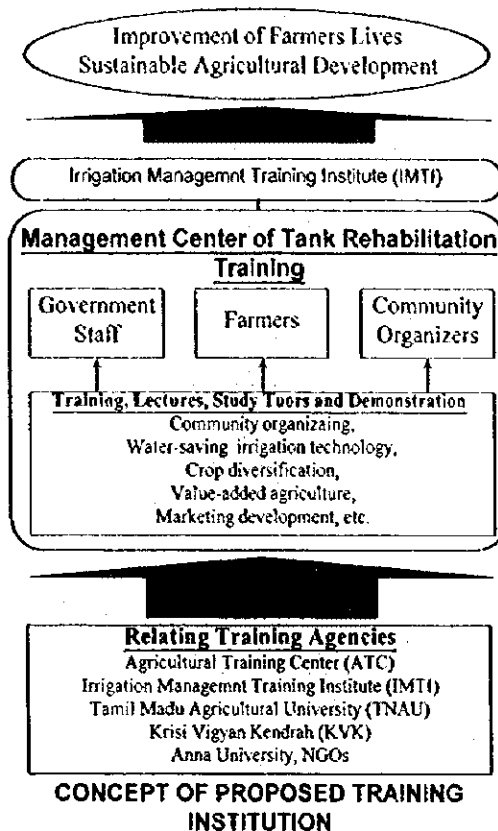 Improvement of Farmers Lives
Sustainable Agricultural Development
Irrigation Managemnt Training Institute (IMTI)
Management Center of Tank Rehabilitation
Training
Government
Staff
Farmers
Community
Organizers
Training, Lectures, Study Tuors and Demonstration
Community organizaing,
Water-saving irrigation technology,
Crop diversification,
Value-added agriculture,
Marketing development, etc.
Relating Training Agencies
Agricultural Training Center (ATC)
Irrigation Managemnt Training Institute (IMTI)
Tamil Madu Agricultural University (TNAU)
Krisi Vigyan Kendrah (KVK)
Anna University, NGOs
CONCEPT OF PROPOSED TRAINING
INSTITUTION